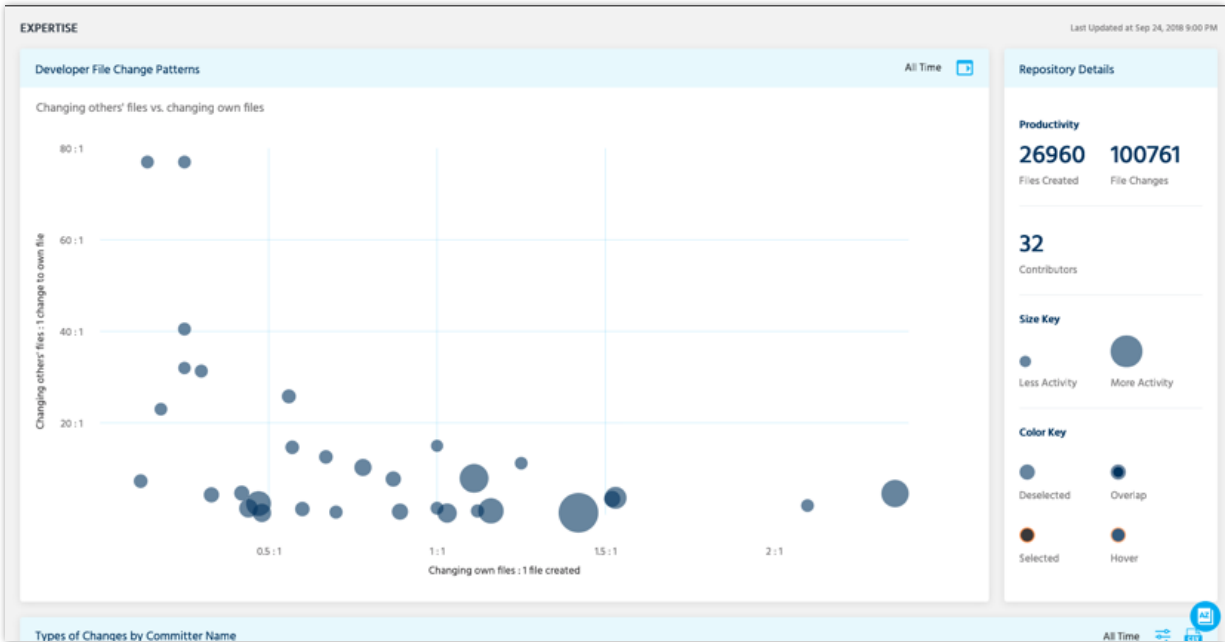 EXPERTISE
Last Updated at Sep 24, 2018 9:00 PM
Developer File Change Patterns
All Time
Changing others' files vs. changing own files
Changing others' files : 1 change to own file
80 : 1
60 : 1
40 : 1
20 : 1
0.5 : 1
1 : 1
1.5 : 1
2 : 1
Changing own files : 1 file created
Repository Details
Productivity
26960 100761
Files Created File Changes
32
Contributors
Size Key
Less Activity More Activity
Color Key
Deselected Overlap
Selected Hover
Types of Changes by Committer Name
All Time
AZ